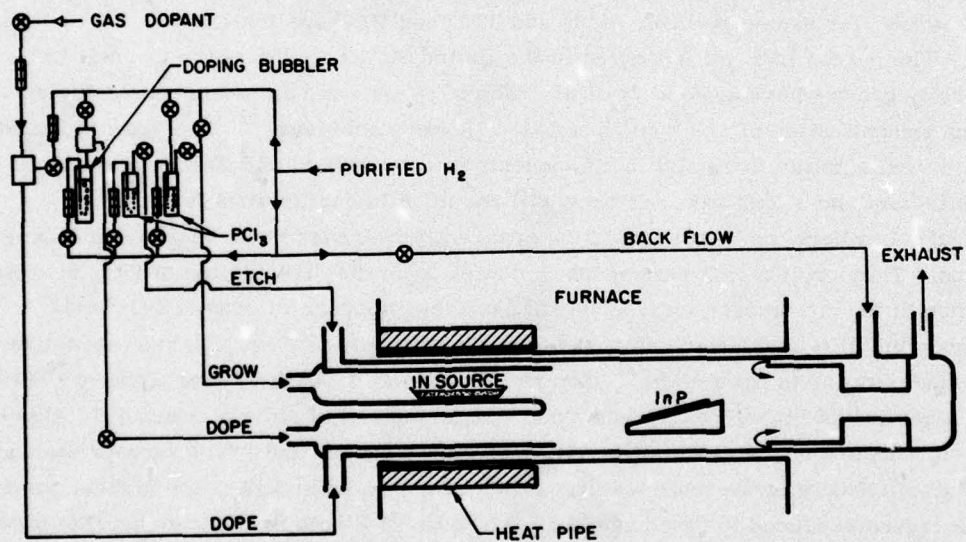 GAS DOPANT
DOPING BUBBLER
PURIFIED H2
PCl3
BACK FLOW
EXHAUST
ETCH
FURNACE
GROW
IN SOURCE
InP
DOPE
DOPE
HEAT PIPE